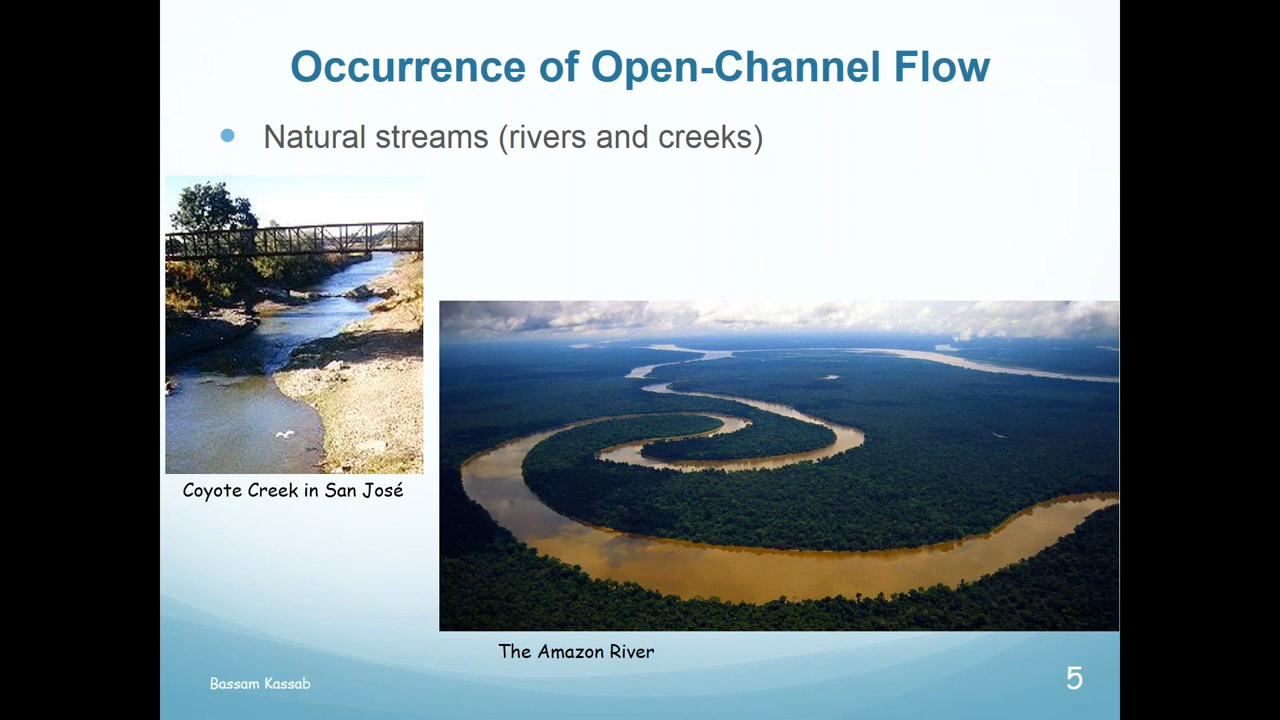 Occurrence of Open-Channel Flow
Natural streams (rivers and creeks)
Coyote Creek in San José
The Amazon River
Bassam Kassab
5